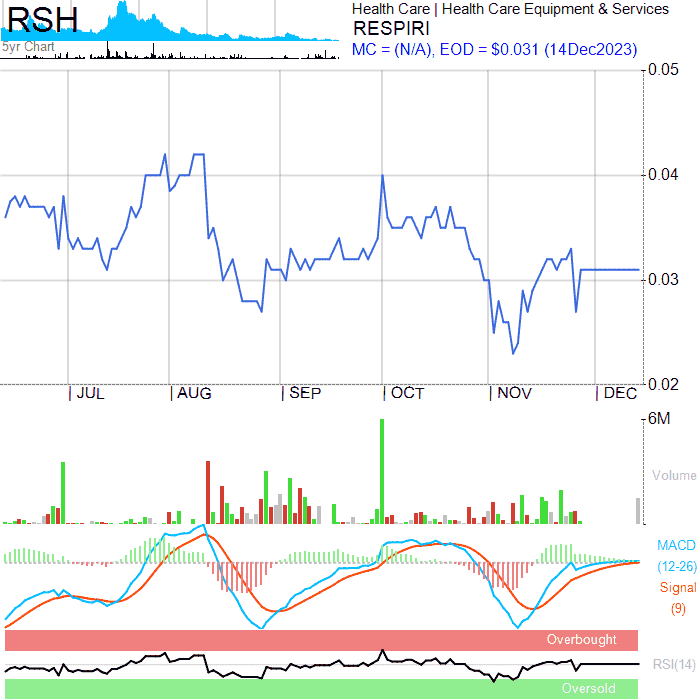 RSH
5yr Chart
Health Care | Health Care Equipment & Services
RESPIRI
MC = (N/A), EOD = $0.031 (14Dec2023)
0.05
0.04
0.03
0.02
JUL AUG SEP OCT NOV DEC
6M
Volume
MACD
(12-26)
Signal
(9)
Overbought
RSI(14)
Oversold